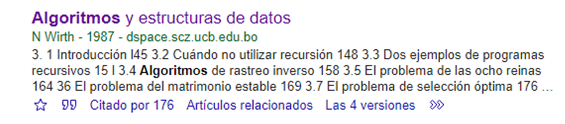 Algoritmos y estructuras de datos
N Wirth - 1987 - dspace.scz.ucb.edu.bo
3. 1 Introducción I45 3.2 Cuándo no utilizar recursión 148 3.3 Dos ejemplos de programas
recursivos 15 I 3.4 Algoritmos de rastreo inverso 158 3.5 El problema de las ocho reinas
164 36 El problema del matrimonio estable 169 3.7 El problema de selección óptima 176 ...
Citado por 176 Artículos relacionados Las 4 versiones